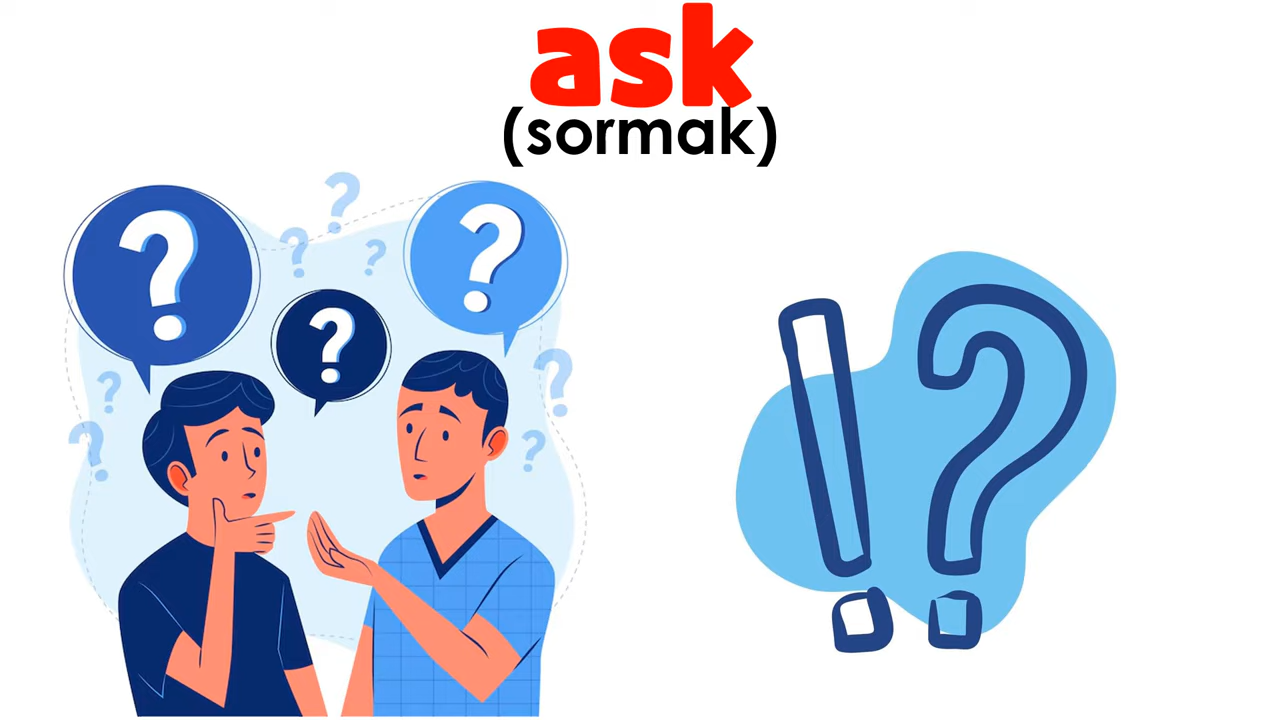 ask
(sormak)
? ? ?
! ?